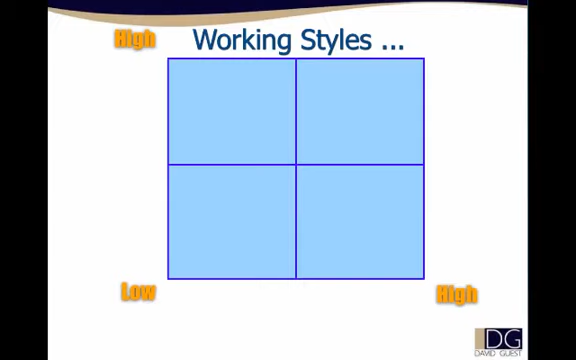 High
Working Styles ...
Low
High
DG
DAVID GUEST